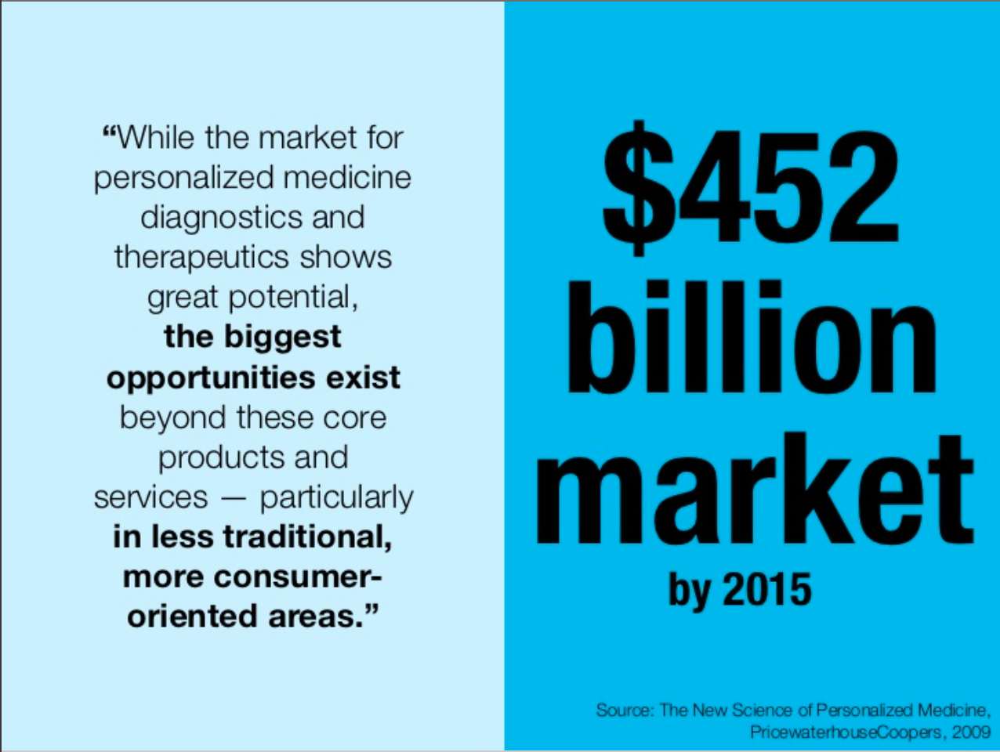 “While the market for
personalized medicine
diagnostics and
therapeutics shows
great potential,
the biggest
opportunities exist
beyond these core
products and
services — particularly
in less traditional,
more consumer-
oriented areas.”
$452
billion
market
by 2015
Source: The New Science of Personalized Medicine,
PricewaterhouseCoopers, 2009